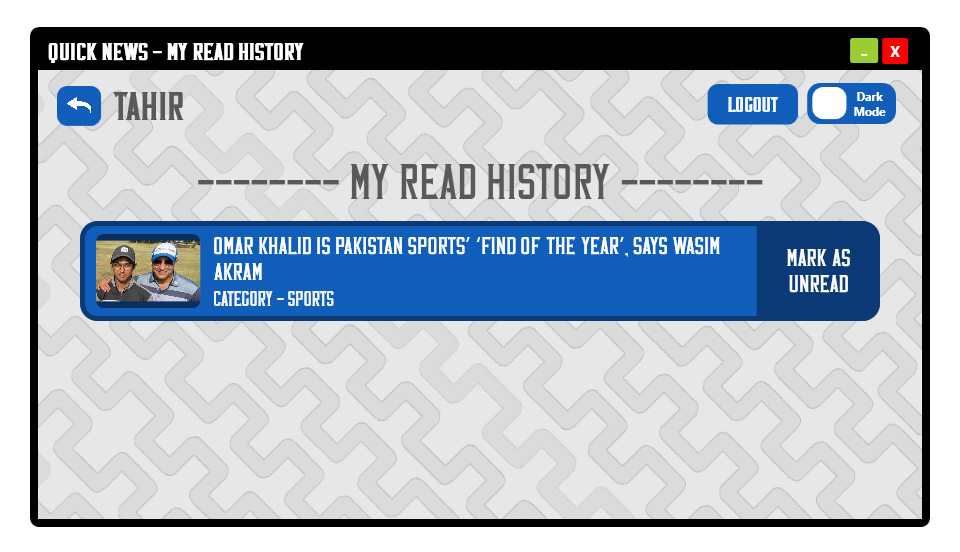 QUICK NEWS – MY READ HISTORY
_ X
TAHIR
LOGOUT
Dark
Mode
-------- MY READ HISTORY --------
OMAR KHALID IS PAKISTAN SPORTS’ ‘FIND OF THE YEAR’, SAYS WASIM
AKRAM
CATEGORY – SPORTS
MARK AS
UNREAD